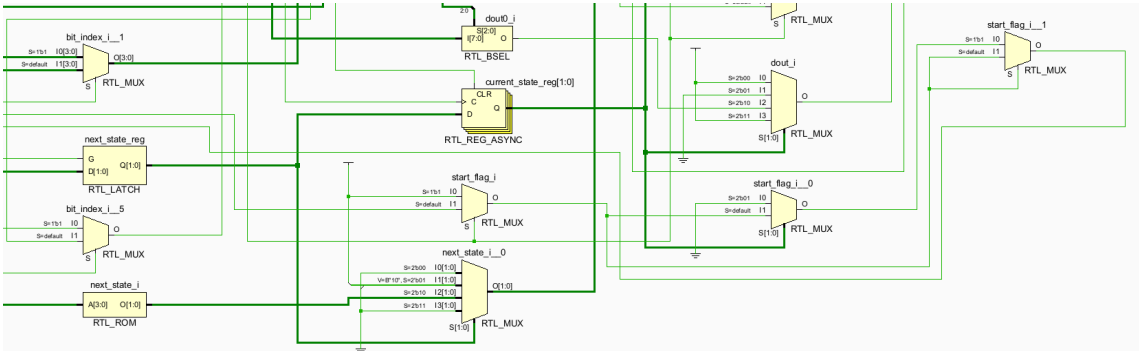 2:0
dout0_i
S[2:0]
I[7:0] O
RTL_BSEL
S
RTL_MUX
start_flag_i__1
S=1'b1 I0
S=default I1
O
S
RTL_MUX
bit_index_i__1
S=1'b1 I0[3:0]
S=default I1[3:0]
O[3:0]
S
RTL_MUX
current_state_reg[1:0]
CLR
C
D
Q
RTL_REG_ASYNC
dout_i
S=2'b00 I0
S=2'b01 I1
S=2'b10 I2
S=2'b11 I3
O
S[1:0]
RTL_MUX
next_state_reg
G
D[1:0]
Q[1:0]
RTL_LATCH
start_flag_i
S=1'b1 I0
S=default I1
O
S
RTL_MUX
start_flag_i__0
S=2'b01 I0
S=default I1
O
S[1:0]
RTL_MUX
bit_index_i__5
S=1'b1 I0
S=default I1
O
S
RTL_MUX
next_state_i__0
S=2'b00 I0[1:0]
V=B"10", S=2'b01 I1[1:0]
S=2'b10 I2[1:0]
S=2'b11 I3[1:0]
O[1:0]
S[1:0]
RTL_MUX
next_state_i
A[3:0] O[1:0]
RTL_ROM